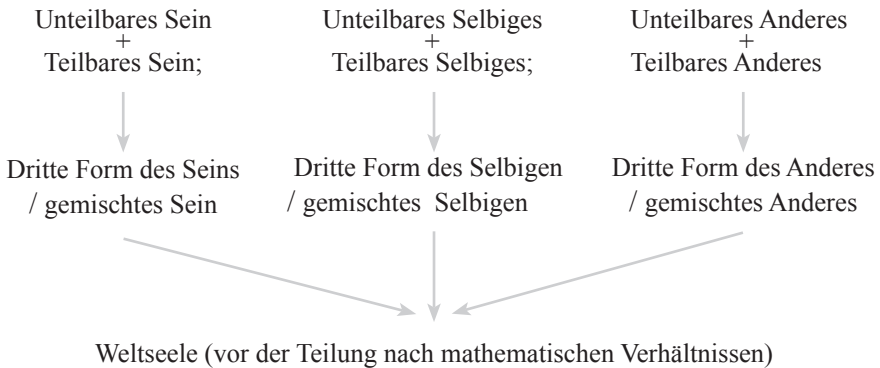 Unteilbares Sein
+
Teilbares Sein;
Unteilbares Selbiges
+
Teilbares Selbiges;
Unteilbares Anderes
+
Teilbares Anderes
Dritte Form des Seins
/ gemischtes Sein
Dritte Form des Selbigen
/ gemischtes Selbigen
Dritte Form des Anderes
/ gemischtes Anderes
Weltseele (vor der Teilung nach mathematischen Verhältnissen)